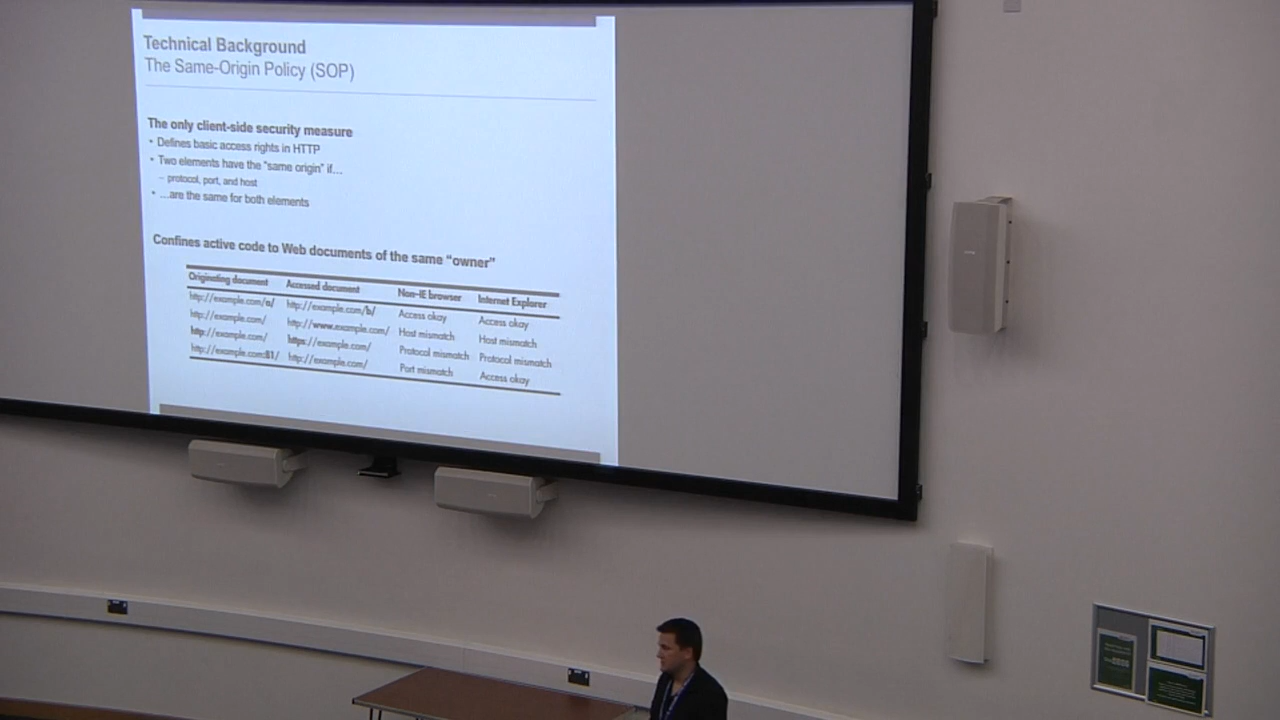 Technical Background
The Same-Origin Policy (SOP)
The only client-side security measure
• Defines basic access rights in HTTP
• Two elements have the "same origin" if…
– protocol, port, and host
• …are the same for both elements
Confines active code to Web documents of the same "owner"
Originating document Accessed document Non-IE browser Internet Explorer
http://example.com/a/ http://example.com/b/ Access okay Access okay
http://example.com/ http://www.example.com/ Host mismatch Host mismatch
http://example.com/ https://example.com/ Protocol mismatch Protocol mismatch
http://example.com:81/ http://example.com/ Port mismatch Access okay